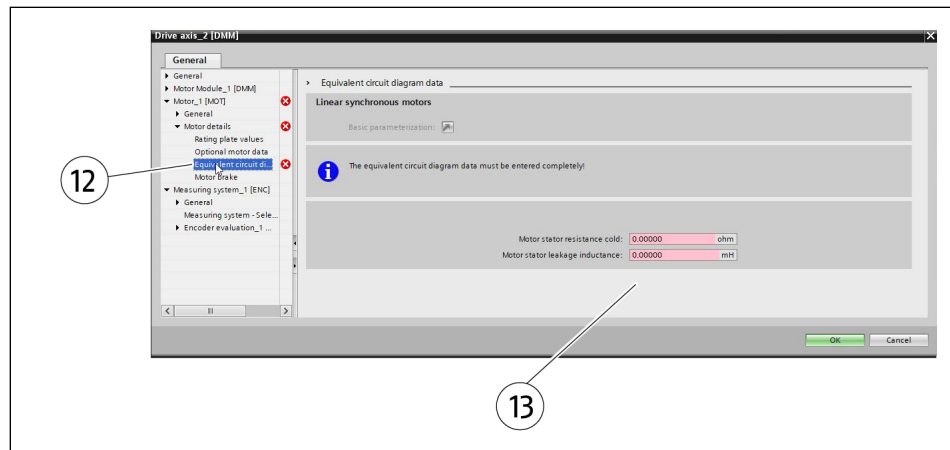 Drive axis_2 [DMM]
General
General
Motor Module_1 [DMM]
Motor_1 [MOT]
General
Motor details
Rating plate values
Optional motor data
Equivalent circuit di...
Motor Brake
Measuring system_1 [ENC]
General
Measuring system - Sele...
Encoder evaluation_1 ...
Equivalent circuit diagram data
Linear synchronous motors
Basic parameterization:
The equivalent circuit diagram data must be entered completely!
Motor stator resistance cold: 0.00000 ohm
Motor stator leakage inductance: 0.00000 mH
OK Cancel
12
13